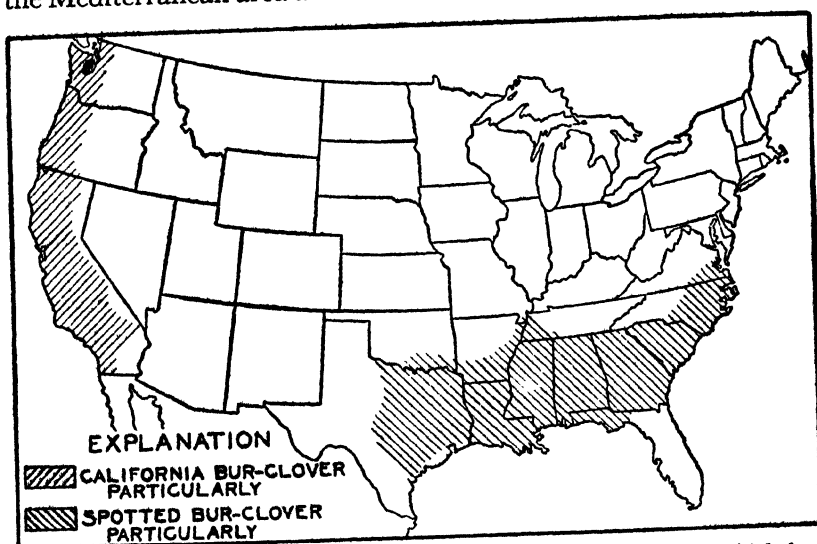 the Mediterranean area
EXPLANATION
CALIFORNIA BUR-CLOVER
PARTICULARLY
SPOTTED BUR-CLOVER
PARTICULARLY